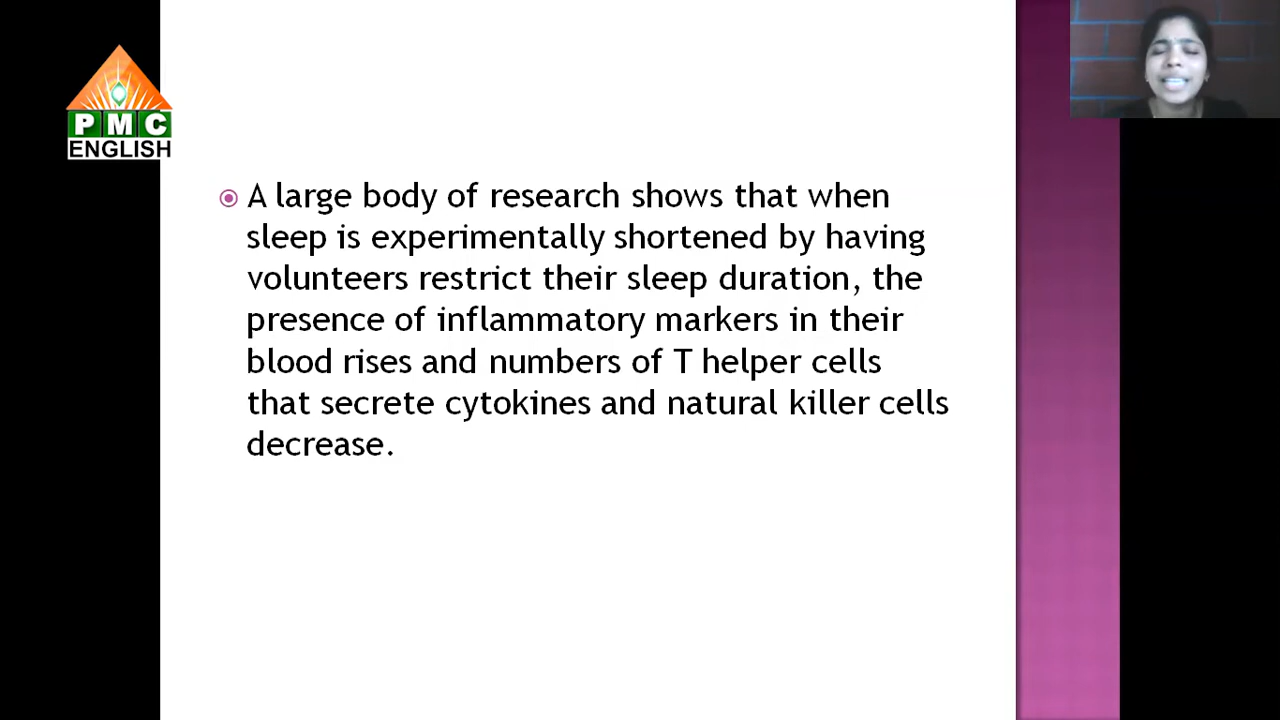 PMC
ENGLISH
A large body of research shows that when
sleep is experimentally shortened by having
volunteers restrict their sleep duration, the
presence of inflammatory markers in their
blood rises and numbers of T helper cells
that secrete cytokines and natural killer cells
decrease.